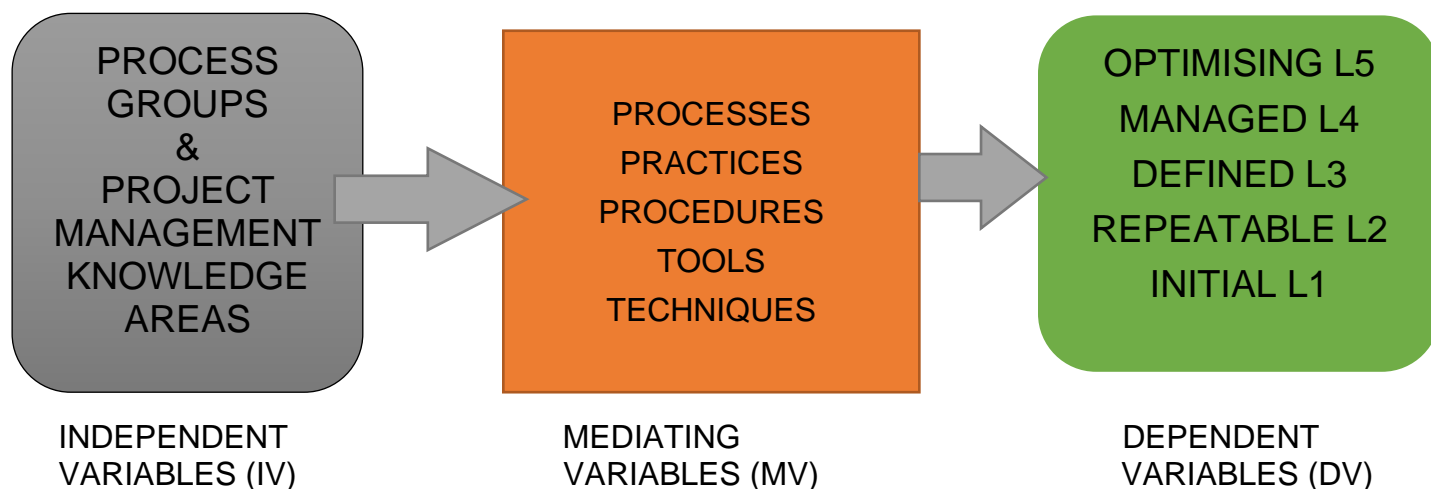 PROCESS
GROUPS
&
PROJECT
MANAGEMENT
KNOWLEDGE
AREAS
PROCESSES
PRACTICES
PROCEDURES
TOOLS
TECHNIQUES
OPTIMISING L5
MANAGED L4
DEFINED L3
REPEATABLE L2
INITIAL L1
INDEPENDENT
VARIABLES (IV)
MEDIATING
VARIABLES (MV)
DEPENDENT
VARIABLES (DV)